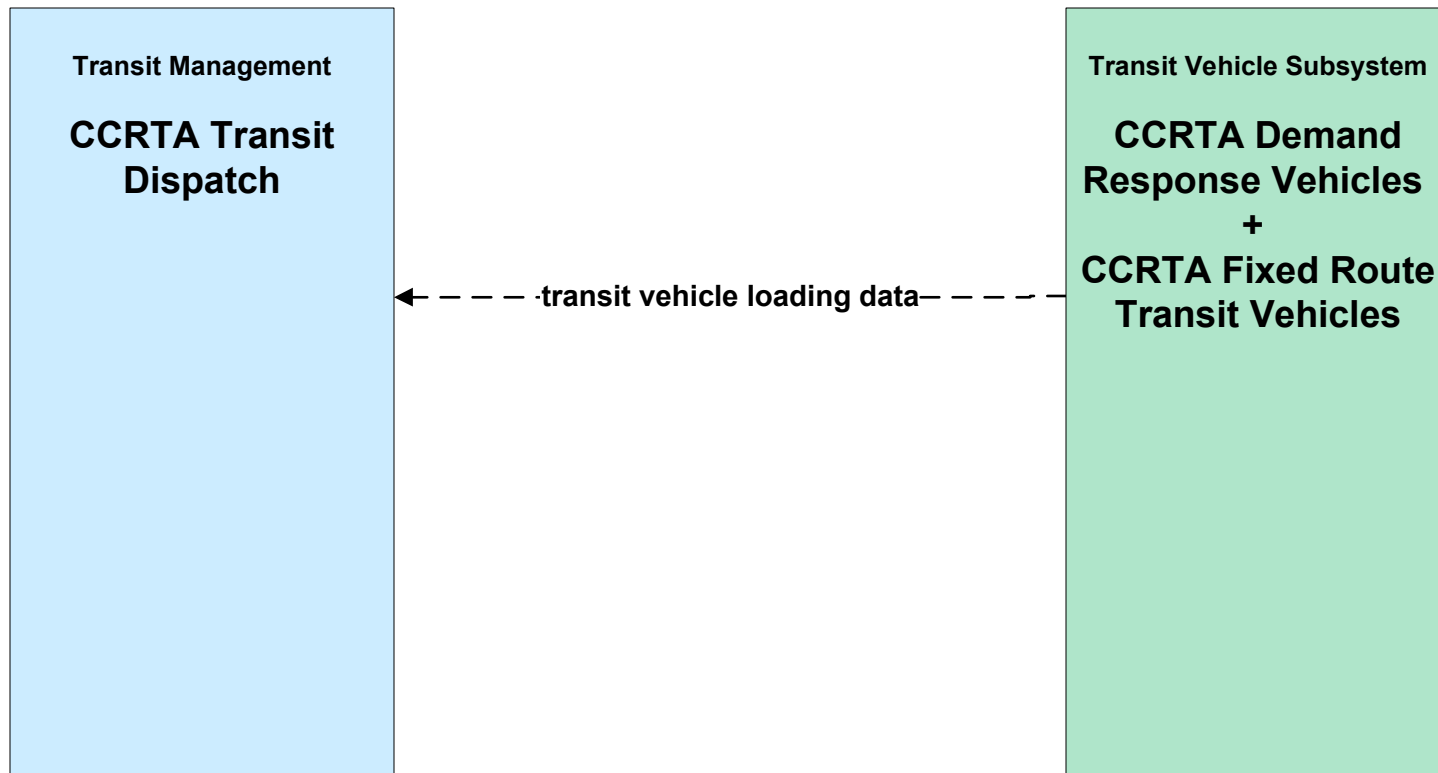 Transit Management
CCRTA Transit
Dispatch
transit vehicle loading data
Transit Vehicle Subsystem
CCRTA Demand
Response Vehicles
+
CCRTA Fixed Route
Transit Vehicles